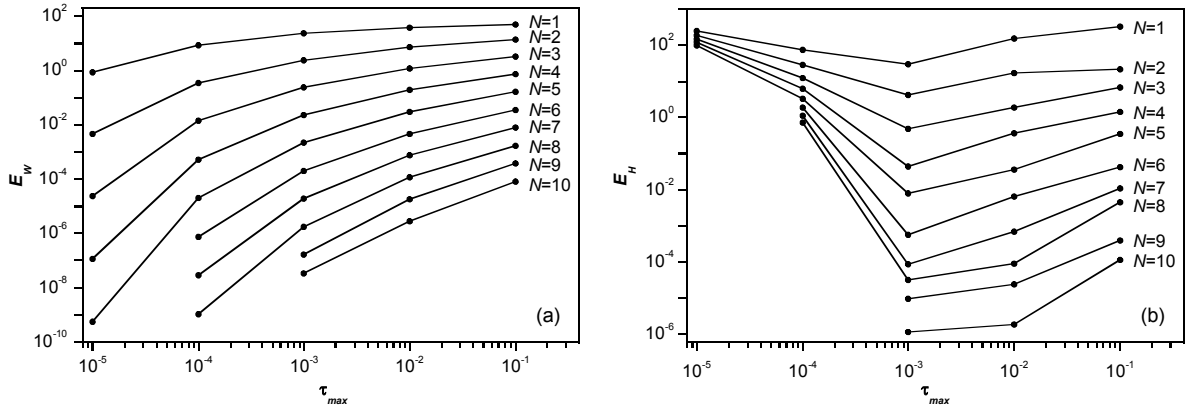 10^2
10^0
10^-2
10^-4
10^-6
10^-8
10^-10
E_W
N=1
N=2
N=3
N=4
N=5
N=6
N=7
N=8
N=9
N=10
(a)
10^-5
10^-4
10^-3
10^-2
10^-1
τ_max
10^2
10^0
10^-2
10^-4
10^-6
E_H
N=1
N=2
N=3
N=4
N=5
N=6
N=7
N=8
N=9
N=10
(b)
10^-5
10^-4
10^-3
10^-2
10^-1
τ_max